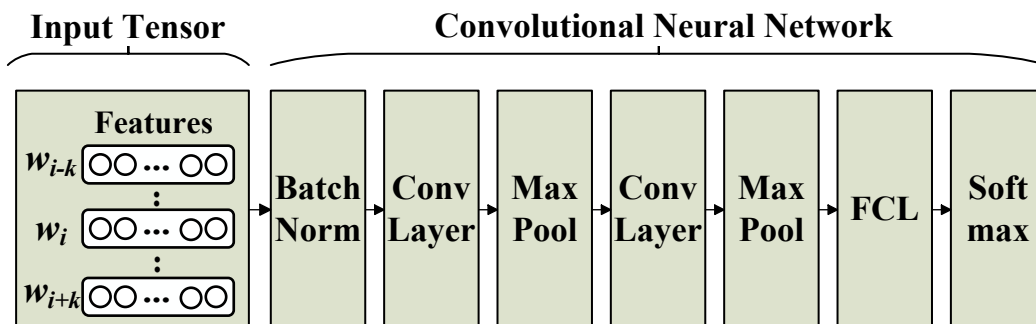 Input Tensor
Convolutional Neural Network
Features
w_{i-k}
...
:
w_i
...
:
w_{i+k}
...
Batch
Norm
Conv
Layer
Max
Pool
Conv
Layer
Max
Pool
FCL
Soft
max